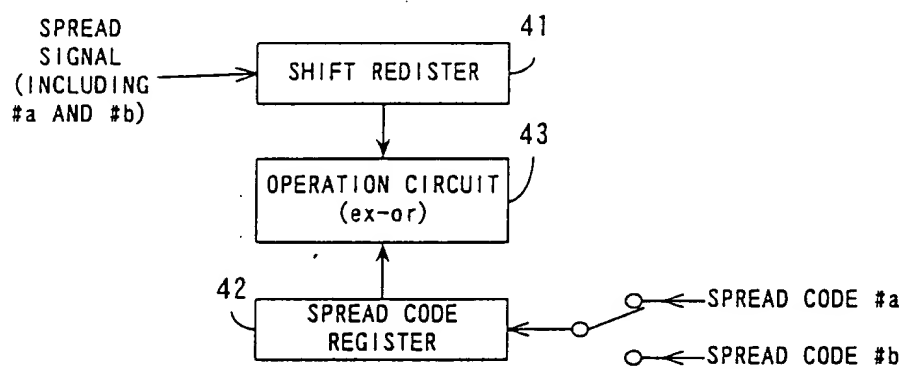 SPREAD
SIGNAL
(INCLUDING
#a AND #b)
41
SHIFT REDISTER
43
OPERATION CIRCUIT
(ex-or)
42
SPREAD CODE
REGISTER
SPREAD CODE #a
SPREAD CODE #b